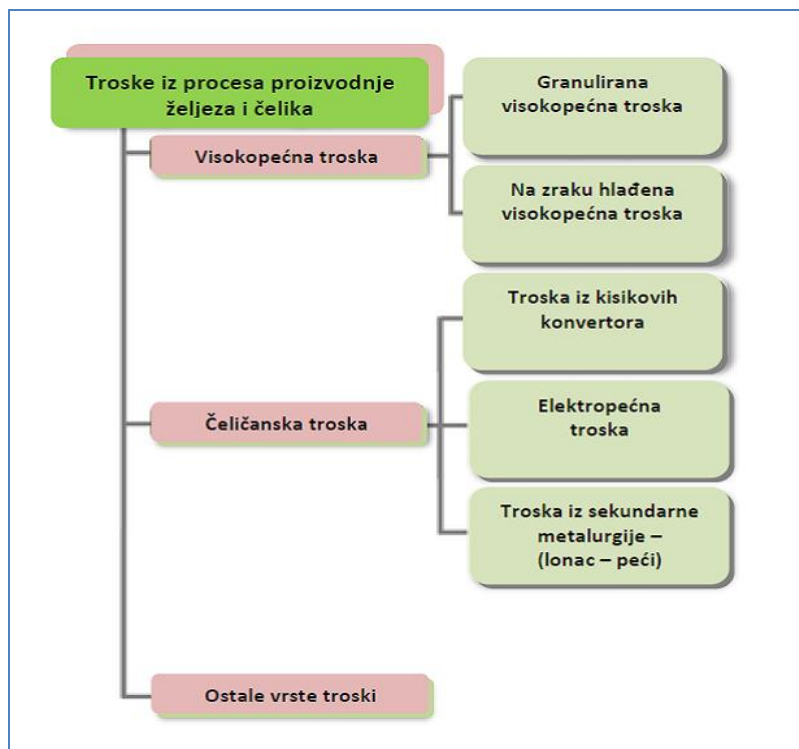 Troske iz procesa proizvodnje
željeza i čelika
Visokopećna troska
Granulirana
visokopećna troska
Na zraku hlađena
visokopećna troska
Čeličanska troska
Troska iz kisikovih
konvertora
Elektropećna
troska
Troska iz sekundarne
metalurgije –
(lonac – peći)
Ostale vrste troski